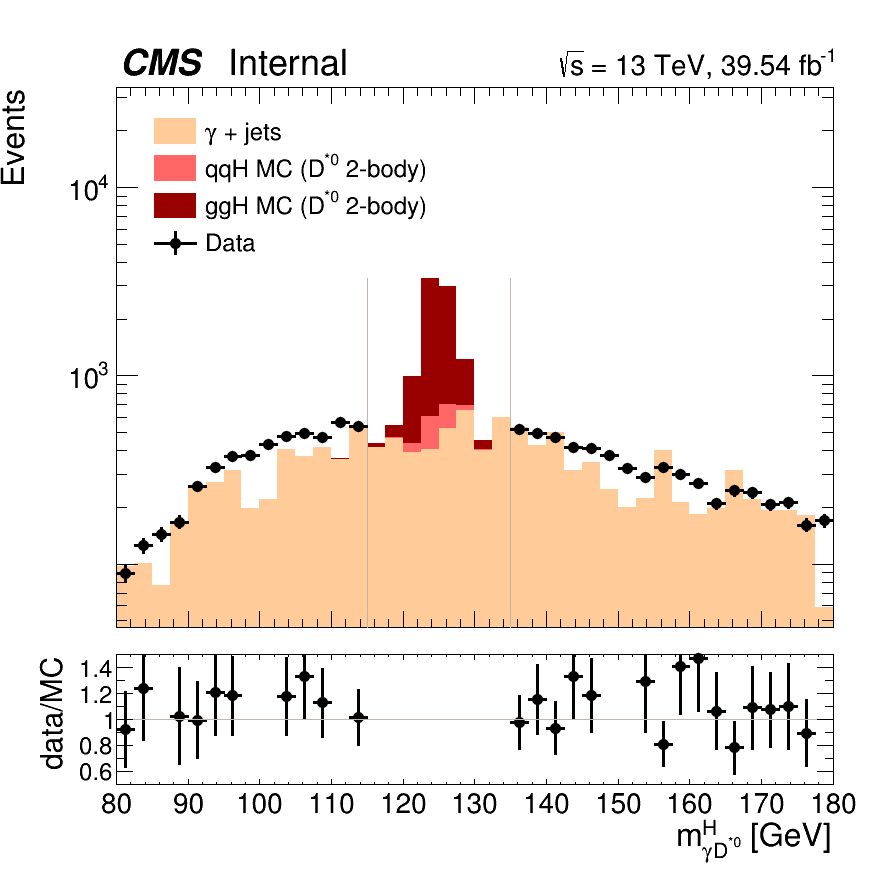 CMS Internal
√s = 13 TeV, 39.54 fb⁻¹
Events
γ + jets
qqH MC (D*⁰ 2-body)
ggH MC (D*⁰ 2-body)
Data
10⁴
10³
data/MC
1.4
1.2
1
0.8
0.6
80 90 100 110 120 130 140 150 160 170 180
m^H_γD*⁰ [GeV]